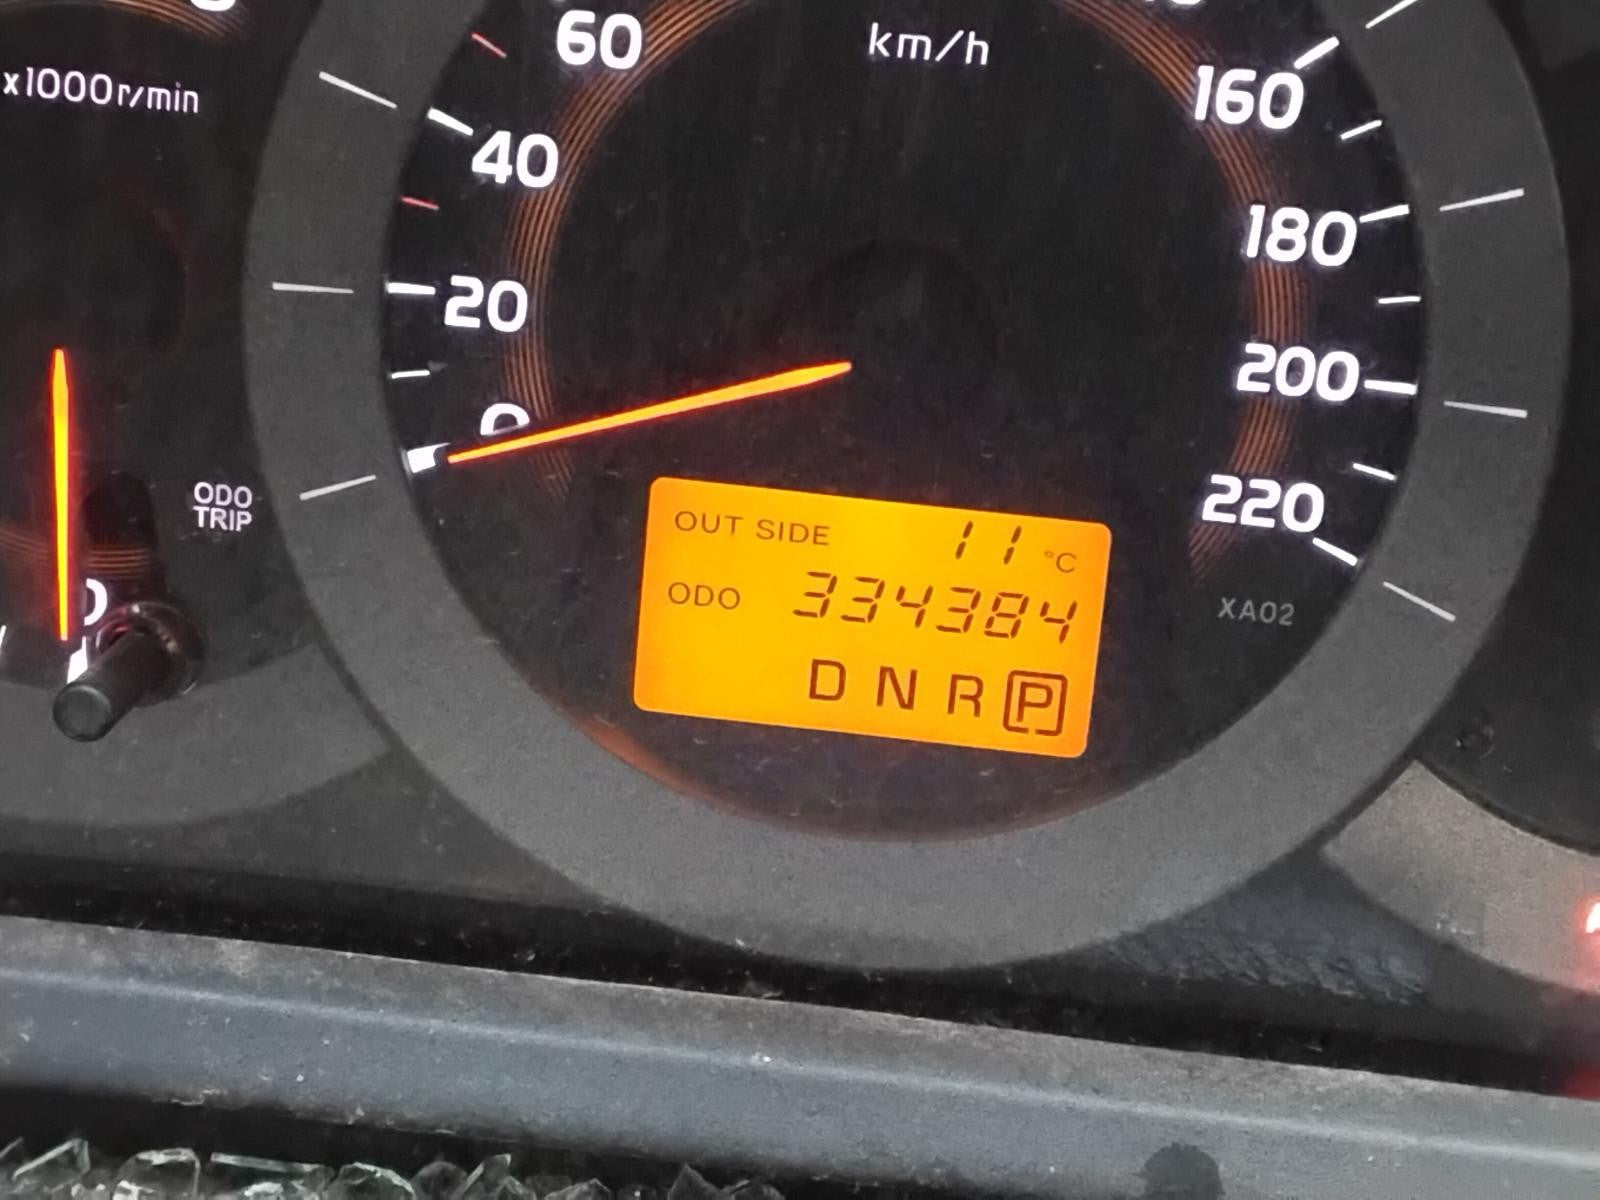 x1000r/min
km/h
60
40
20
0
160
180
200
220
ODO
TRIP
0
OUT SIDE 11 °C
ODO 334384
D N R P
XA02